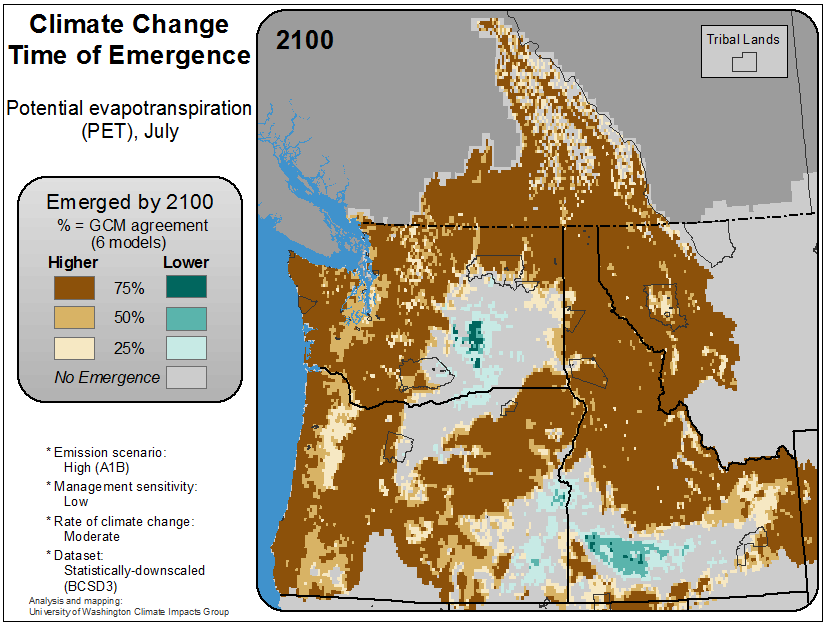 Climate Change
Time of Emergence
Potential evapotranspiration
(PET), July
Emerged by 2100
% = GCM agreement
(6 models)
Higher Lower
75%
50%
25%
No Emergence
* Emission scenario:
High (A1B)
* Management sensitivity:
Low
* Rate of climate change:
Moderate
* Dataset:
Statistically-downscaled
(BCSD3)
Analysis and mapping:
University of Washington Climate Impacts Group
2100
Tribal Lands